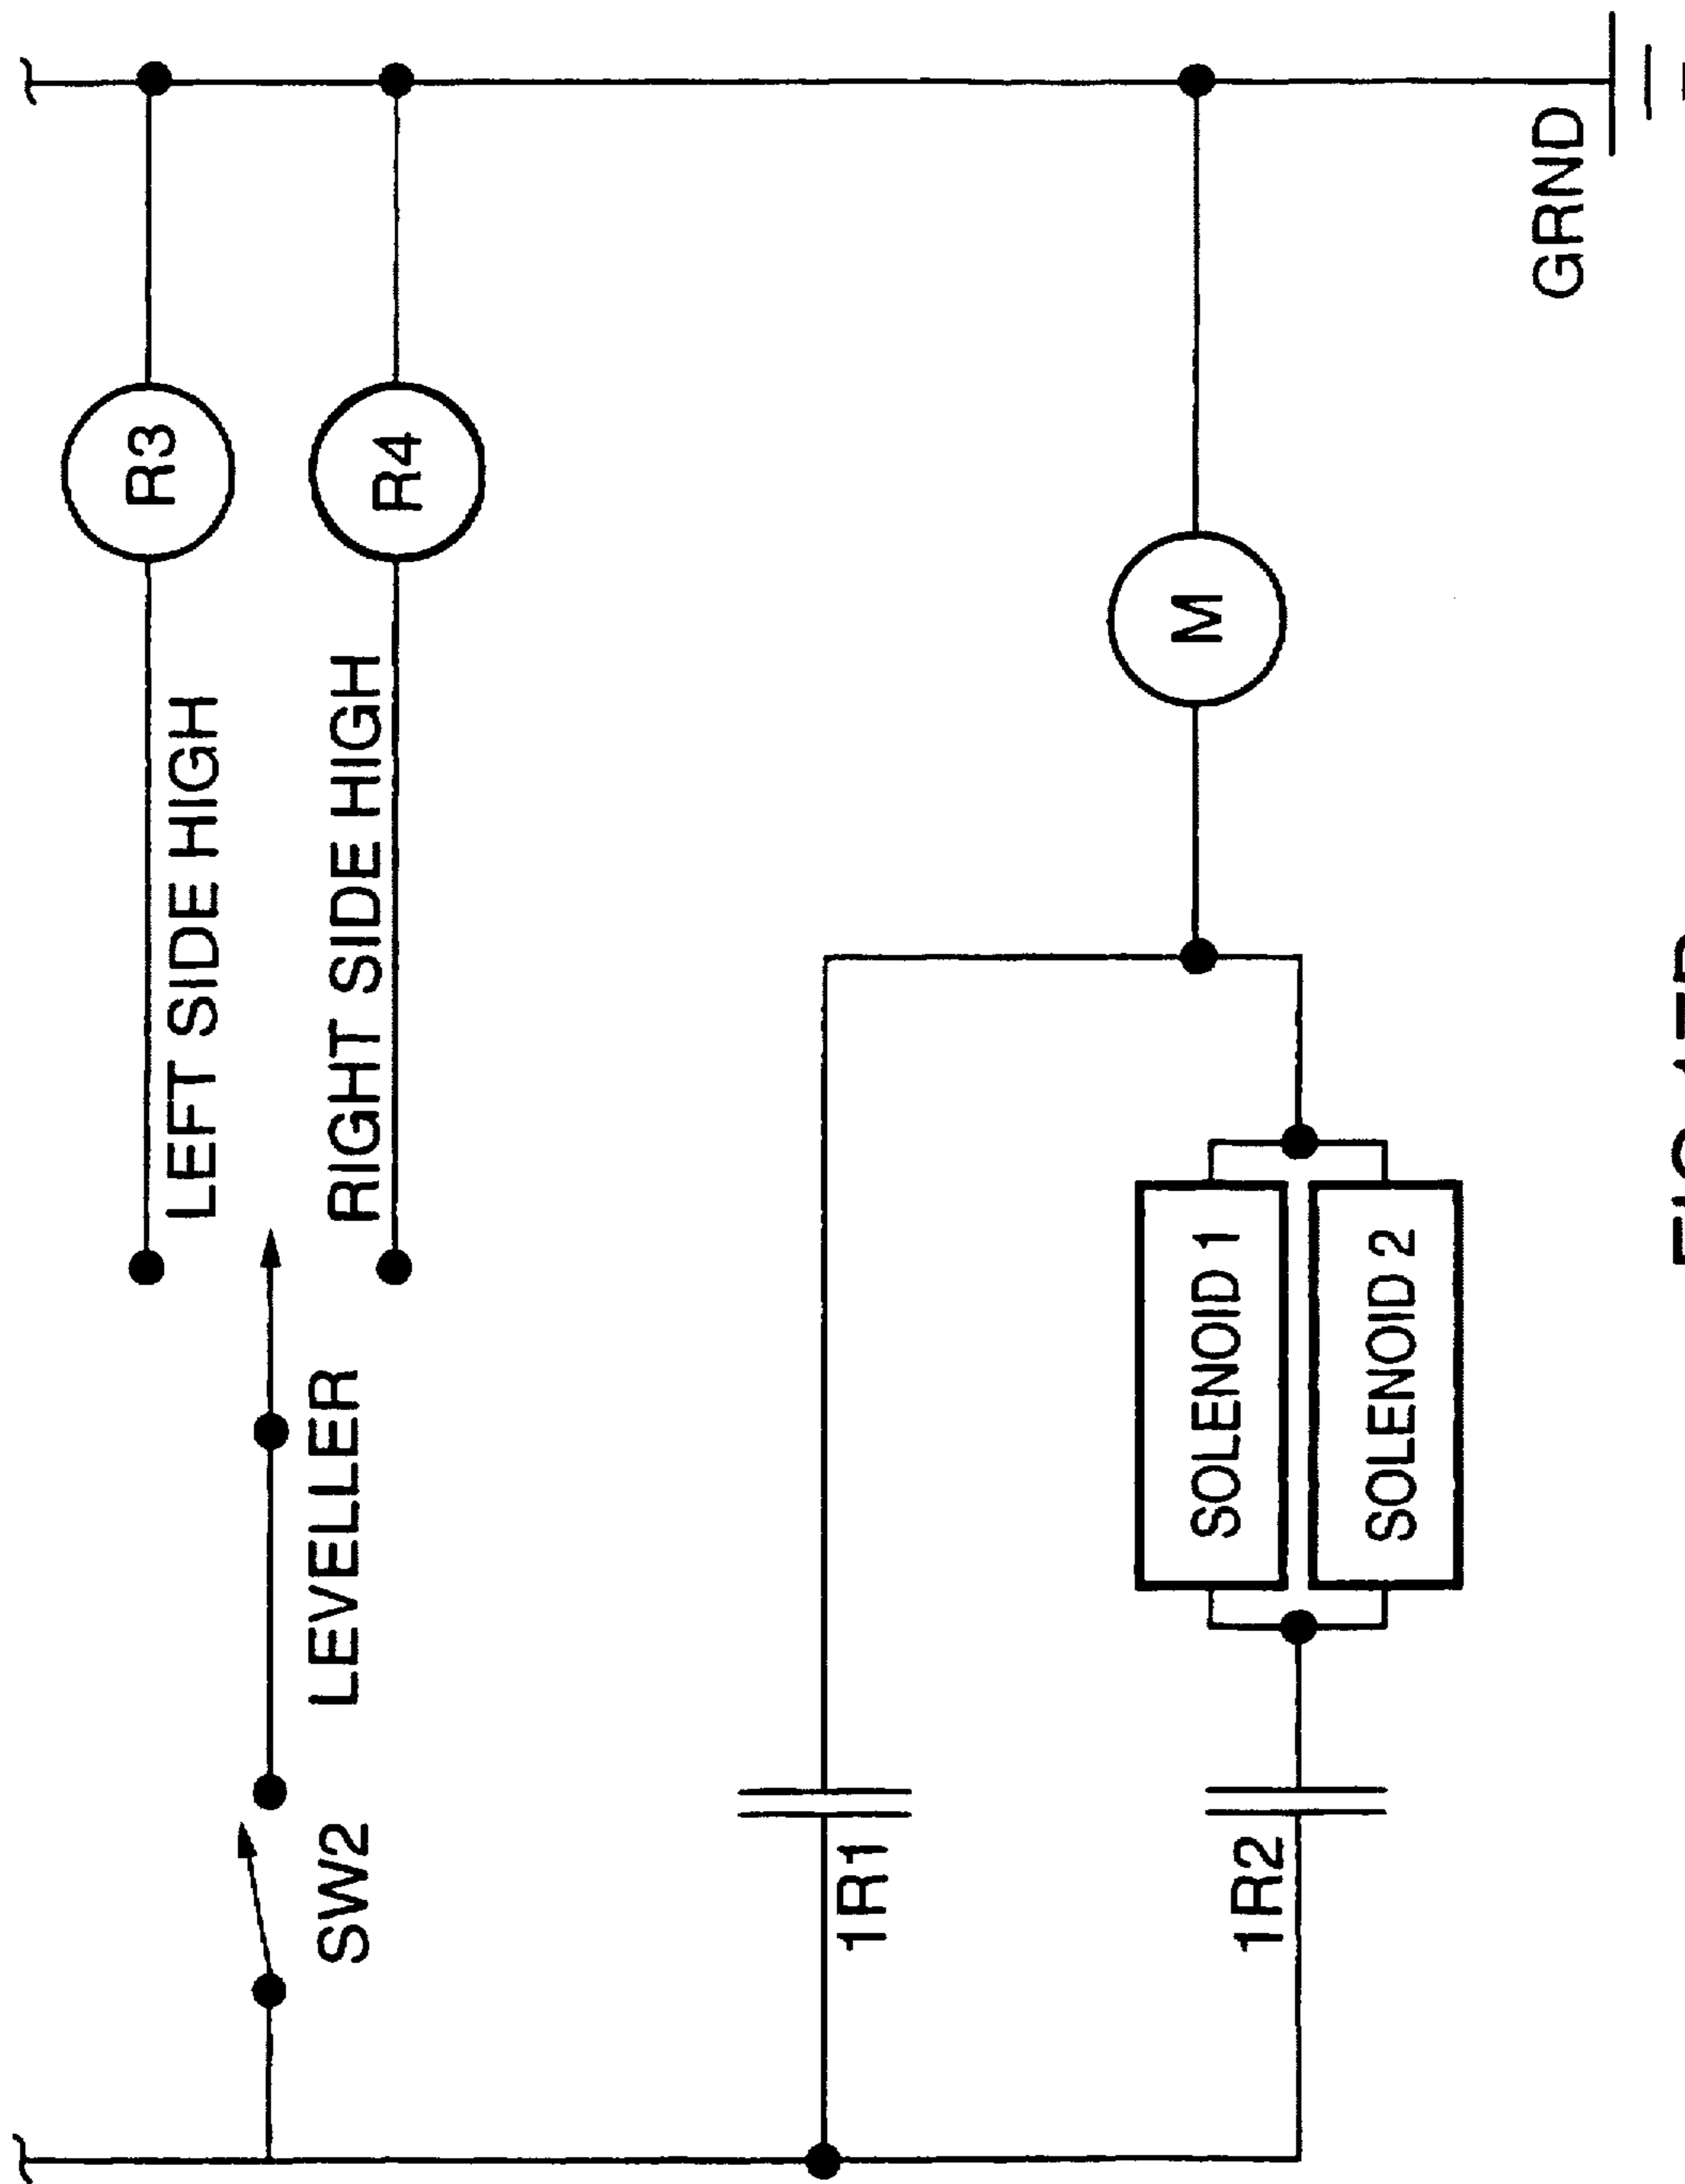 R3
LEFT SIDE HIGH
SW2
LEVELLER
RIGHT SIDE HIGH
R4
1R1
M
SOLENOID 1
1R2
SOLENOID 2
GRND